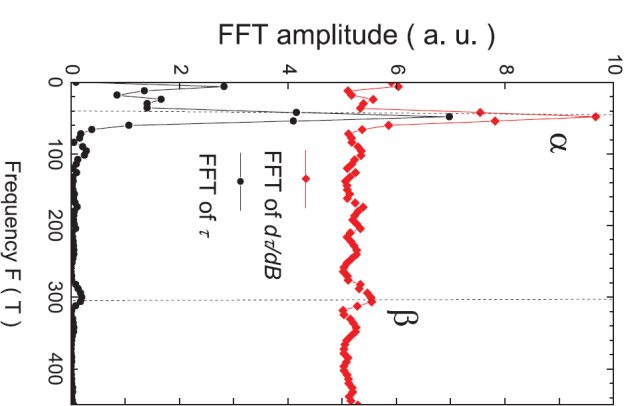 FFT amplitude ( a. u. )
0 2 4 6 8 10
0
100
200
300
400
Frequency F ( T )
α
β
FFT of dτ/dB
FFT of τ